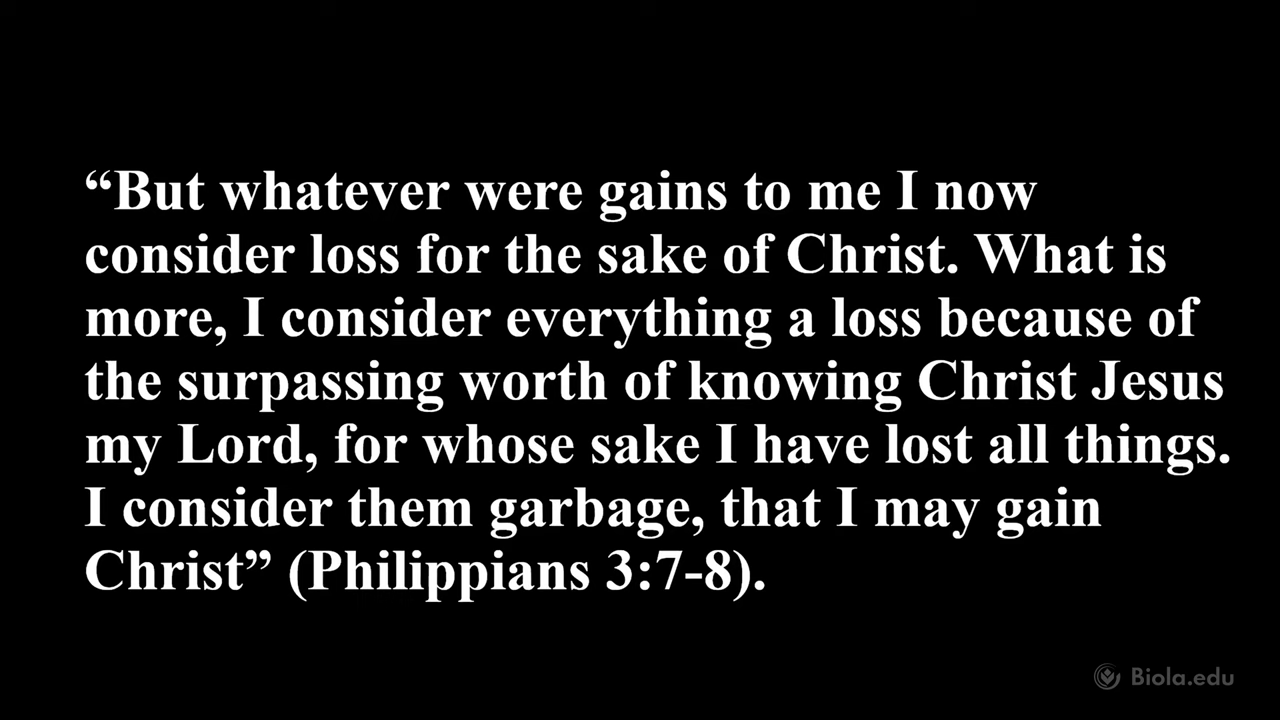 “But whatever were gains to me I now
consider loss for the sake of Christ. What is
more, I consider everything a loss because of
the surpassing worth of knowing Christ Jesus
my Lord, for whose sake I have lost all things.
I consider them garbage, that I may gain
Christ” (Philippians 3:7-8).
Biola.edu